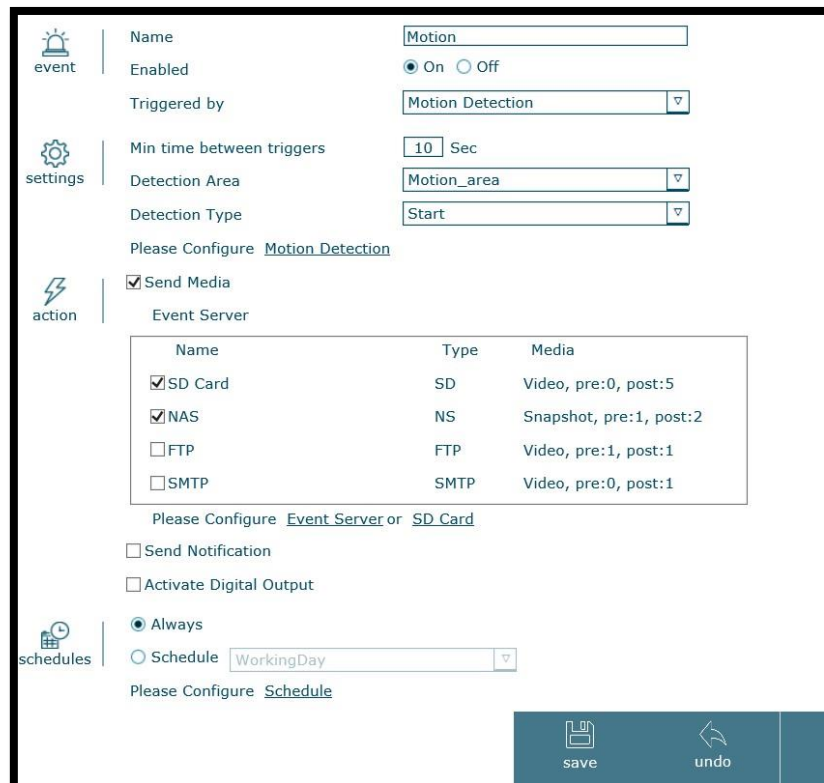 event
Name Motion
Enabled On Off
Triggered by Motion Detection
settings
Min time between triggers 10 Sec
Detection Area Motion_area
Detection Type Start
Please Configure Motion Detection
action
Send Media
Event Server
Name Type Media
SD Card SD Video, pre:0, post:5
NAS NS Snapshot, pre:1, post:2
FTP FTP Video, pre:1, post:1
SMTP SMTP Video, pre:0, post:1
Please Configure Event Server or SD Card
Send Notification
Activate Digital Output
schedules
Always
Schedule WorkingDay
Please Configure Schedule
save undo